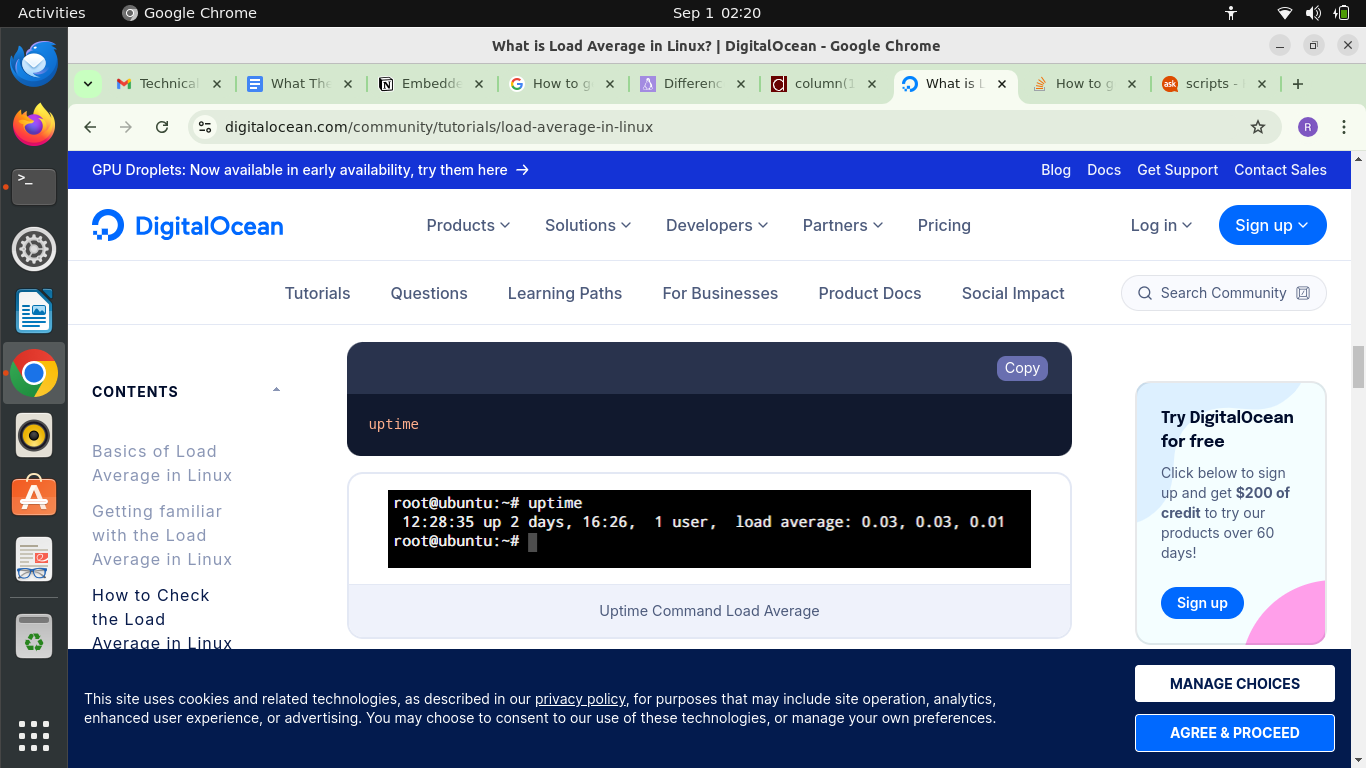 Activities
Google Chrome
Sep 1 02:20
What is Load Average in Linux? | DigitalOcean - Google Chrome
Technical
What The
Embedde
How to g
Differenc
column(1
What is L
How to g
ask
scripts -
digitalocean.com/community/tutorials/load-average-in-linux
R
GPU Droplets: Now available in early availability, try them here →
Blog
Docs
Get Support
Contact Sales
DigitalOcean
Products
Solutions
Developers
Partners
Pricing
Log in
Sign up
Tutorials
Questions
Learning Paths
For Businesses
Product Docs
Social Impact
Search Community
CONTENTS
Basics of Load
Average in Linux
Getting familiar
with the Load
Average in Linux
How to Check
the Load
Average in Linux
Copy
uptime
root@ubuntu:~# uptime
12:28:35 up 2 days, 16:26, 1 user, load average: 0.03, 0.03, 0.01
root@ubuntu:~#
Uptime Command Load Average
Try DigitalOcean
for free
Click below to sign
up and get $200 of
credit to try our
products over 60
days!
Sign up
This site uses cookies and related technologies, as described in our privacy policy, for purposes that may include site operation, analytics,
enhanced user experience, or advertising. You may choose to consent to our use of these technologies, or manage your own preferences.
MANAGE CHOICES
AGREE & PROCEED